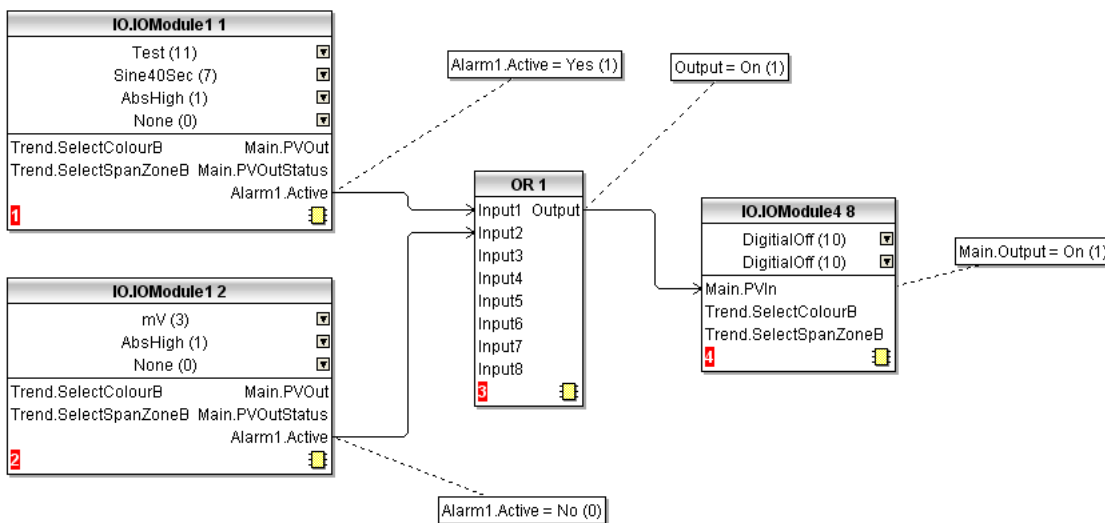 IO.IOModule1 1
Test (11)
Sine40Sec (7)
AbsHigh (1)
None (0)
Trend.SelectColourB Main.PVOut
Trend.SelectSpanZoneB Main.PVOutStatus
Alarm1.Active
1
Alarm1.Active = Yes (1)
Output = On (1)
OR 1
Input1 Output
Input2
Input3
Input4
Input5
Input6
Input7
Input8
3
IO.IOModule4 8
DigitialOff (10)
DigitialOff (10)
Main.PVIn
Trend.SelectColourB
Trend.SelectSpanZoneB
4
Main.Output = On (1)
IO.IOModule1 2
mV (3)
AbsHigh (1)
None (0)
Trend.SelectColourB Main.PVOut
Trend.SelectSpanZoneB Main.PVOutStatus
Alarm1.Active
2
Alarm1.Active = No (0)